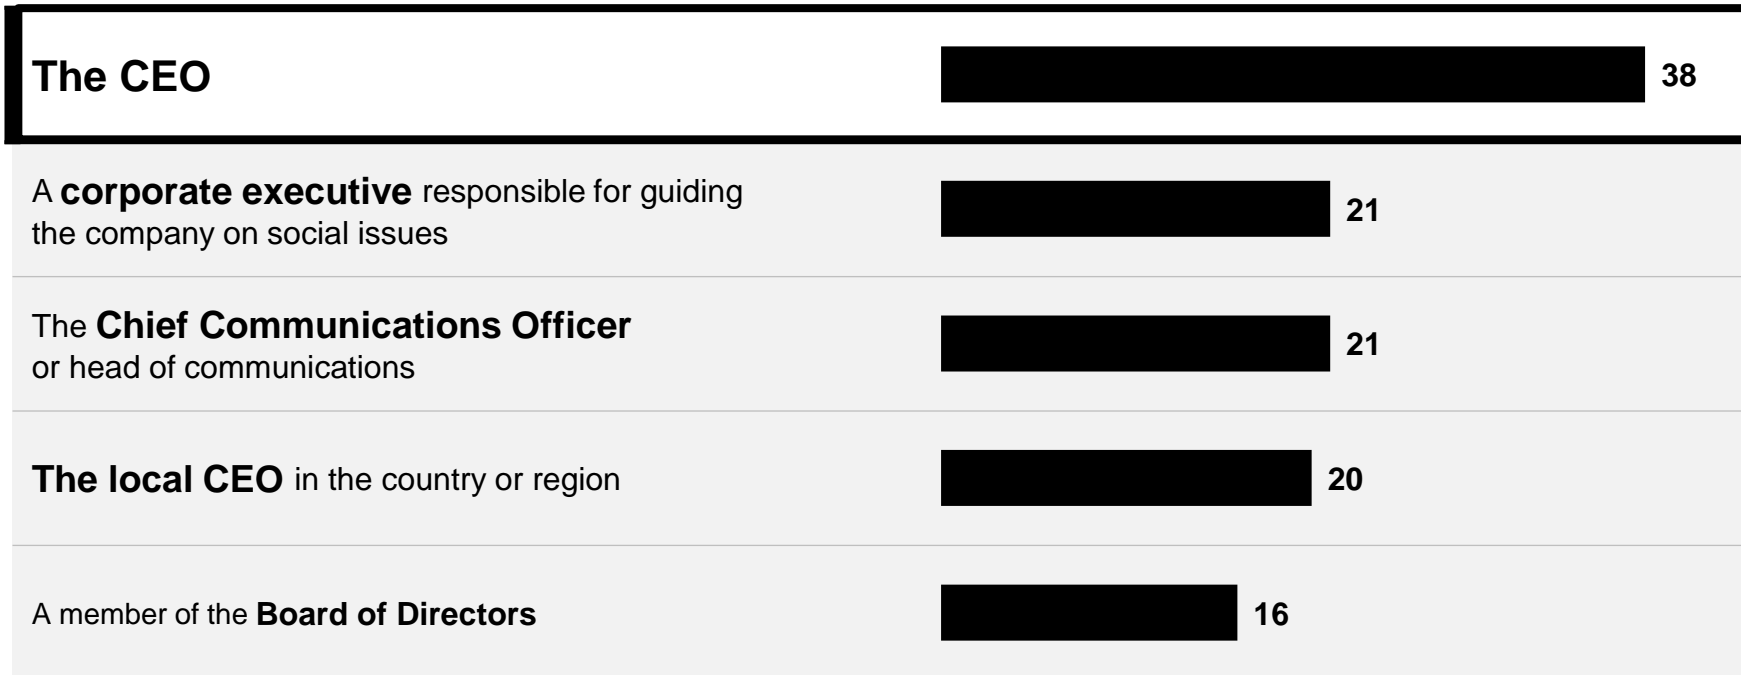 The CEO 38
A corporate executive responsible for guiding
the company on social issues
21
The Chief Communications Officer
or head of communications
21
The local CEO in the country or region 20
A member of the Board of Directors 16